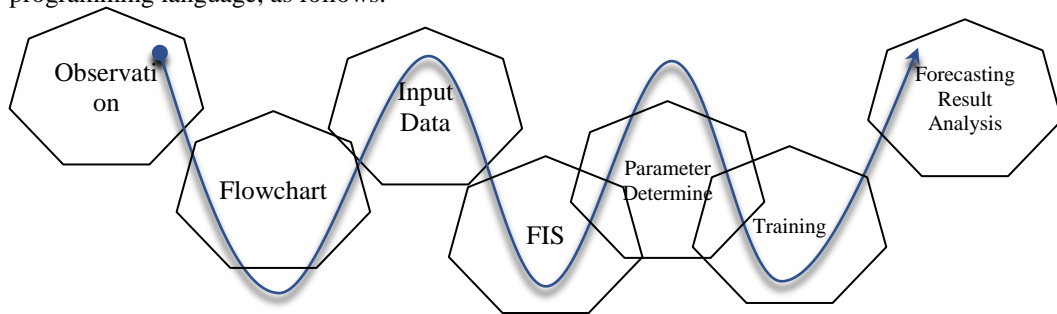 programming language, as follows:
Observati
on
Flowchart
Input
Data
FIS
Parameter
Determine
Training
Forecasting
Result
Analysis